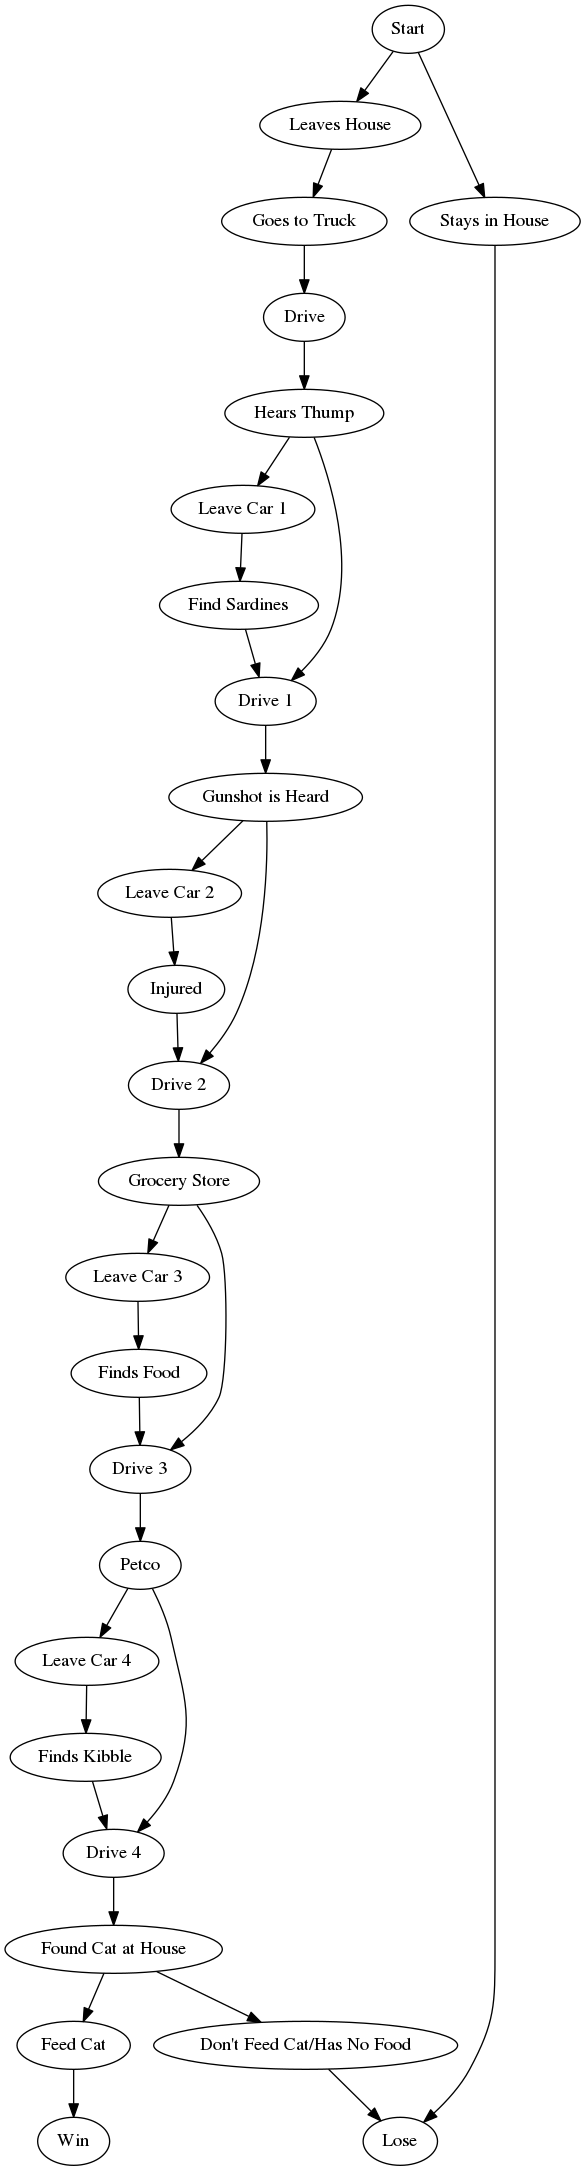 Start
Leaves House
Goes to Truck
Stays in House
Drive
Hears Thump
Leave Car 1
Find Sardines
Drive 1
Gunshot is Heard
Leave Car 2
Injured
Drive 2
Grocery Store
Leave Car 3
Finds Food
Drive 3
Petco
Leave Car 4
Finds Kibble
Drive 4
Found Cat at House
Feed Cat
Don't Feed Cat/Has No Food
Win
Lose